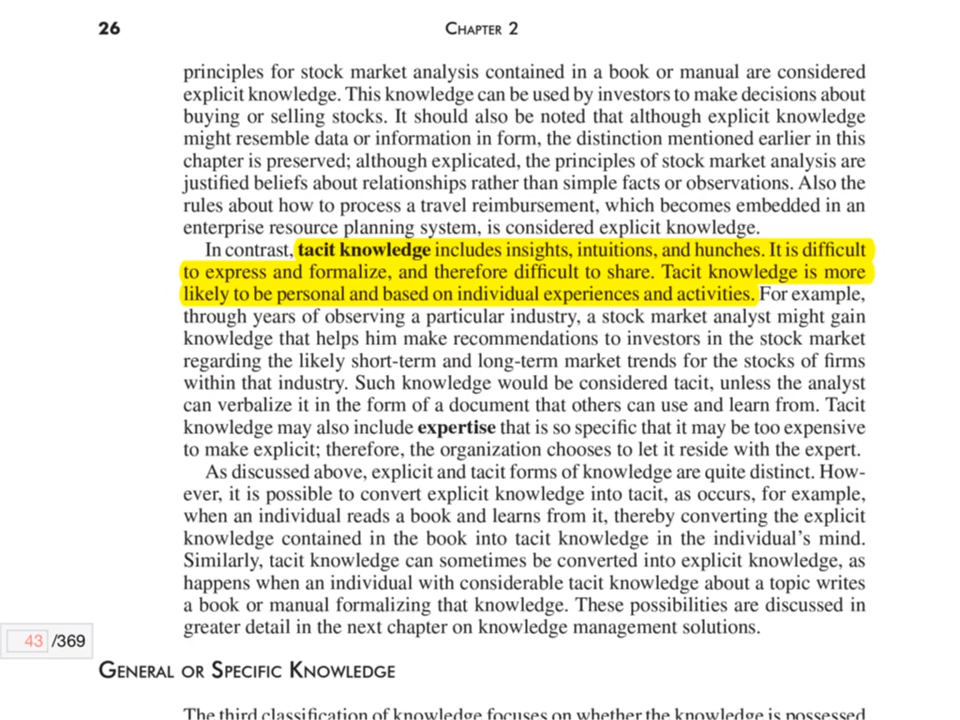 26
CHAPTER 2
principles for stock market analysis contained in a book or manual are considered
explicit knowledge. This knowledge can be used by investors to make decisions about
buying or selling stocks. It should also be noted that although explicit knowledge
might resemble data or information in form, the distinction mentioned earlier in this
chapter is preserved; although explicated, the principles of stock market analysis are
justified beliefs about relationships rather than simple facts or observations. Also the
rules about how to process a travel reimbursement, which becomes embedded in an
enterprise resource planning system, is considered explicit knowledge.
In contrast, tacit knowledge includes insights, intuitions, and hunches. It is difficult
to express and formalize, and therefore difficult to share. Tacit knowledge is more
likely to be personal and based on individual experiences and activities. For example,
through years of observing a particular industry, a stock market analyst might gain
knowledge that helps him make recommendations to investors in the stock market
regarding the likely short-term and long-term market trends for the stocks of firms
within that industry. Such knowledge would be considered tacit, unless the analyst
can verbalize it in the form of a document that others can use and learn from. Tacit
knowledge may also include expertise that is so specific that it may be too expensive
to make explicit; therefore, the organization chooses to let it reside with the expert.
As discussed above, explicit and tacit forms of knowledge are quite distinct. How-
ever, it is possible to convert explicit knowledge into tacit, as occurs, for example,
when an individual reads a book and learns from it, thereby converting the explicit
knowledge contained in the book into tacit knowledge in the individual's mind.
Similarly, tacit knowledge can sometimes be converted into explicit knowledge, as
happens when an individual with considerable tacit knowledge about a topic writes
a book or manual formalizing that knowledge. These possibilities are discussed in
greater detail in the next chapter on knowledge management solutions.
43 /369
GENERAL OR SPECIFIC KNOWLEDGE
The third classification of knowledge focuses on whether the knowledge is possessed